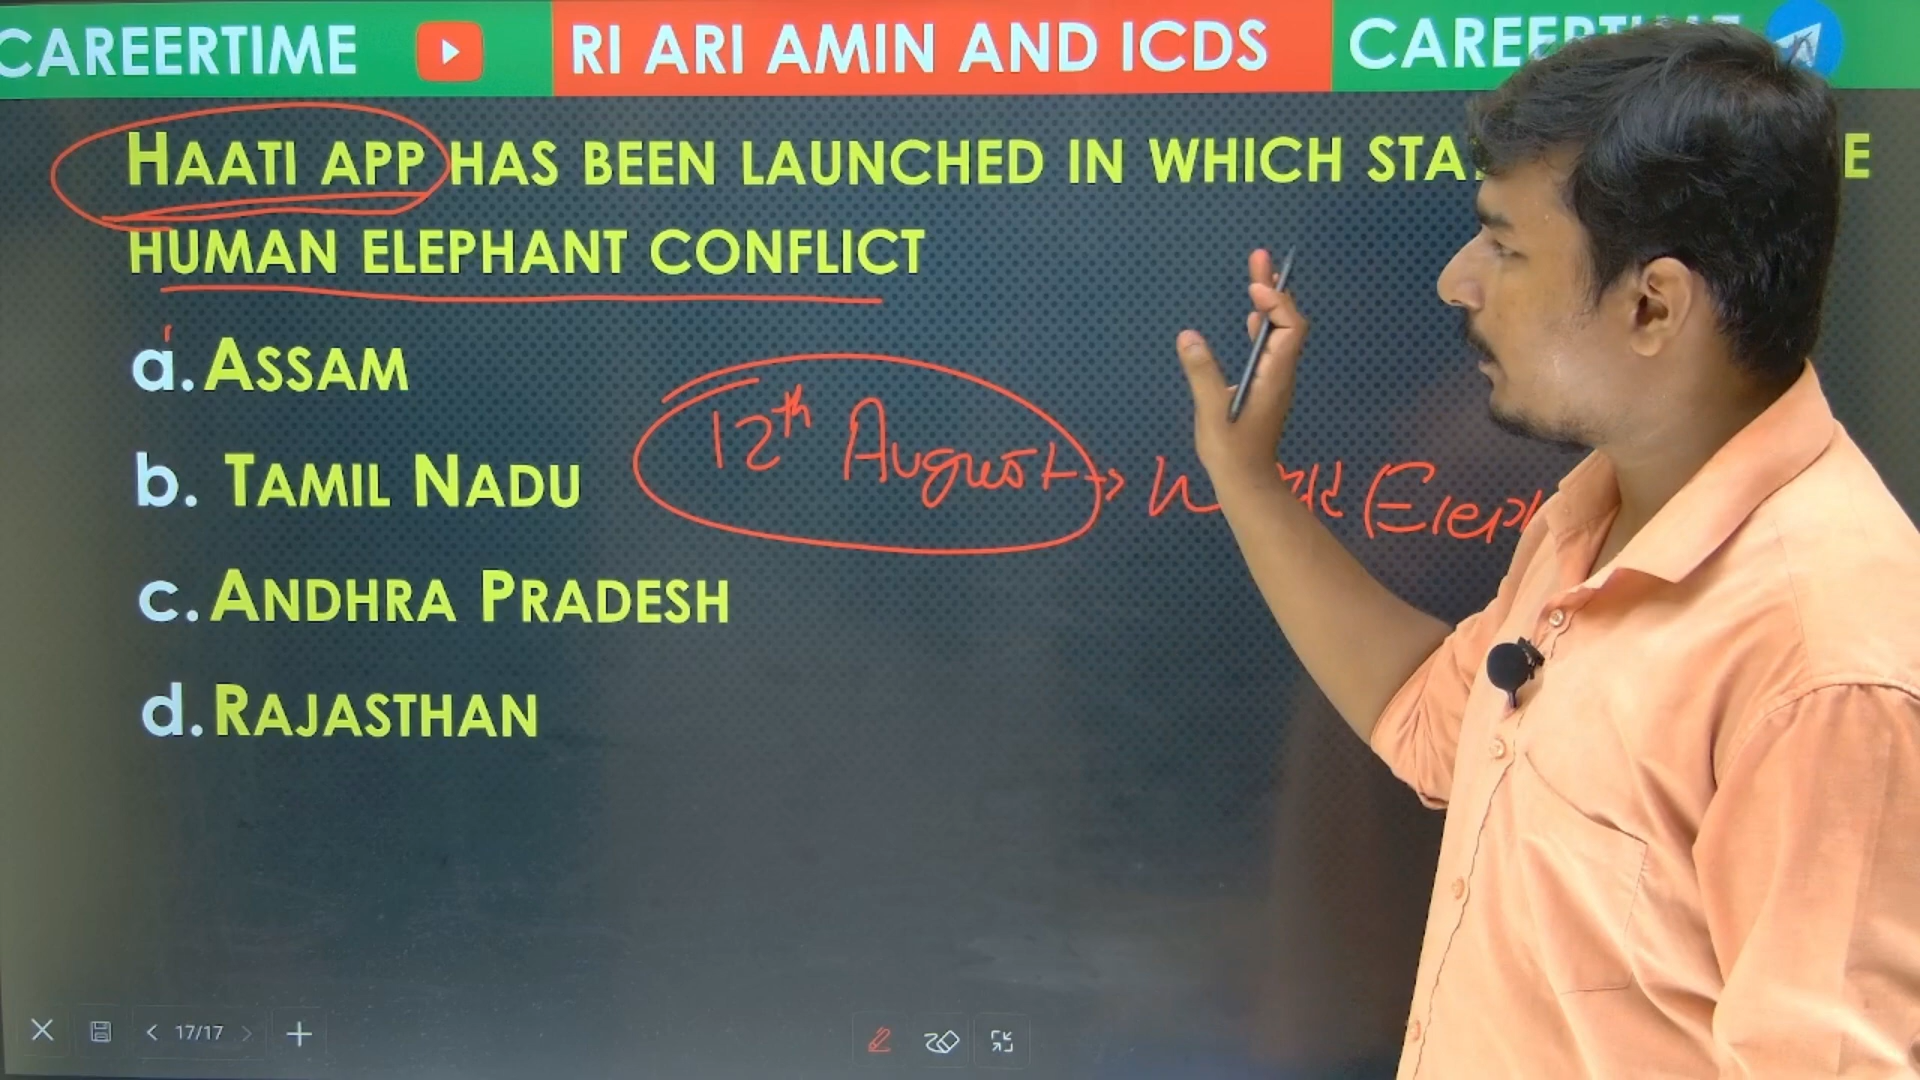 CAREERTIME RI ARI AMIN AND ICDS
HAATI APP HAS BEEN LAUNCHED IN WHICH
HUMAN ELEPHANT CONFLICT
a. ASSAM
b. TAMIL NADU
c. ANDHRA PRADESH
d. RAJASTHAN
12th August →
17/17